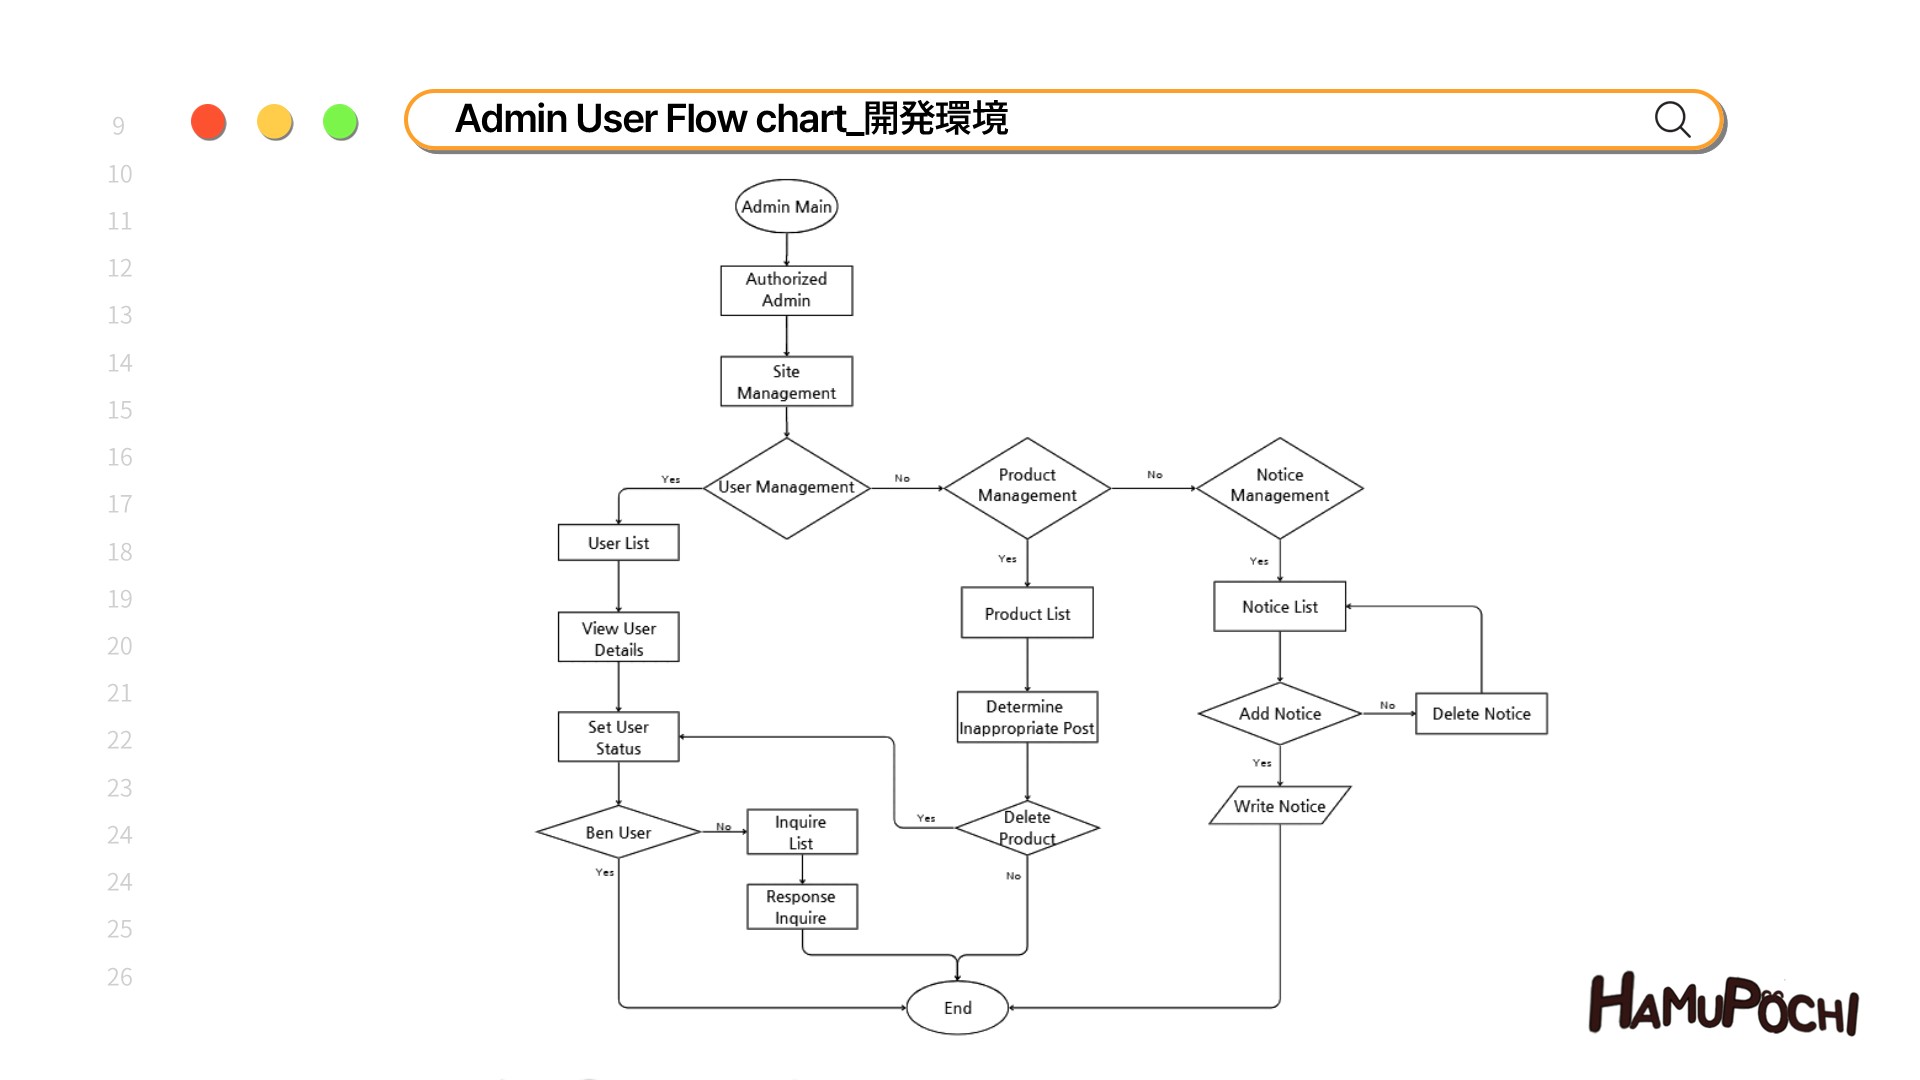 Admin User Flow chart_開発環境
9
10
11
12
13
14
15
16
17
18
19
20
21
22
23
24
24
25
26
Admin Main
Authorized
Admin
Site
Management
User Management
Yes
No
Product
Management
No
Notice
Management
User List
View User
Details
Set User
Status
Ben User
No
Yes
Inquire
List
Response
Inquire
Yes
Product List
Determine
Inappropriate Post
Delete
Product
Yes
No
Yes
Notice List
Add Notice
No
Delete Notice
Yes
Write Notice
End
HAMUPOCHI